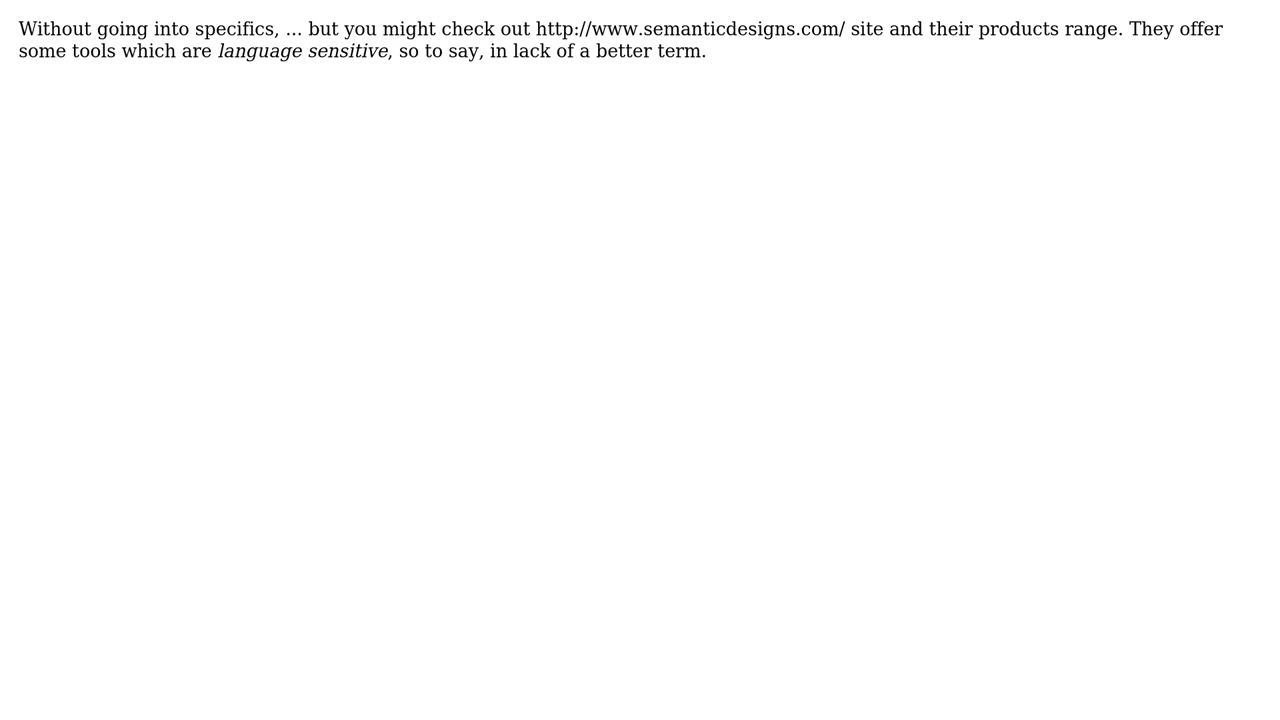 Without going into specifics, ... but you might check out http://www.semanticdesigns.com/ site and their products range. They offer
some tools which are language sensitive, so to say, in lack of a better term.